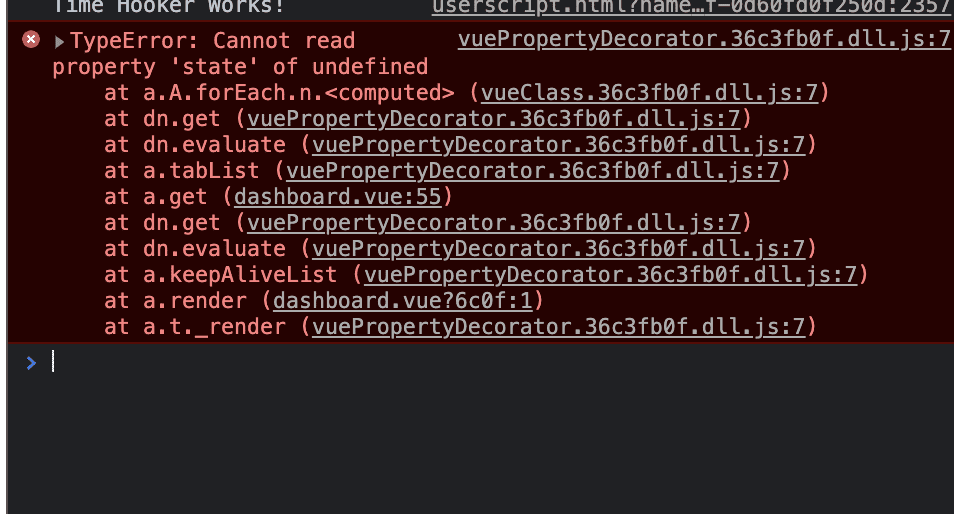 Time Hooker Works! userscript.html?name…f-0d60fd0f250d:2357
TypeError: Cannot read vuePropertyDecorator.36c3fb0f.dll.js:7
property 'state' of undefined
at a.A.forEach.n.<computed> (vueClass.36c3fb0f.dll.js:7)
at dn.get (vuePropertyDecorator.36c3fb0f.dll.js:7)
at dn.evaluate (vuePropertyDecorator.36c3fb0f.dll.js:7)
at a.tabList (vuePropertyDecorator.36c3fb0f.dll.js:7)
at a.get (dashboard.vue:55)
at dn.get (vuePropertyDecorator.36c3fb0f.dll.js:7)
at dn.evaluate (vuePropertyDecorator.36c3fb0f.dll.js:7)
at a.keepAliveList (vuePropertyDecorator.36c3fb0f.dll.js:7)
at a.render (dashboard.vue?6c0f:1)
at a.t._render (vuePropertyDecorator.36c3fb0f.dll.js:7)